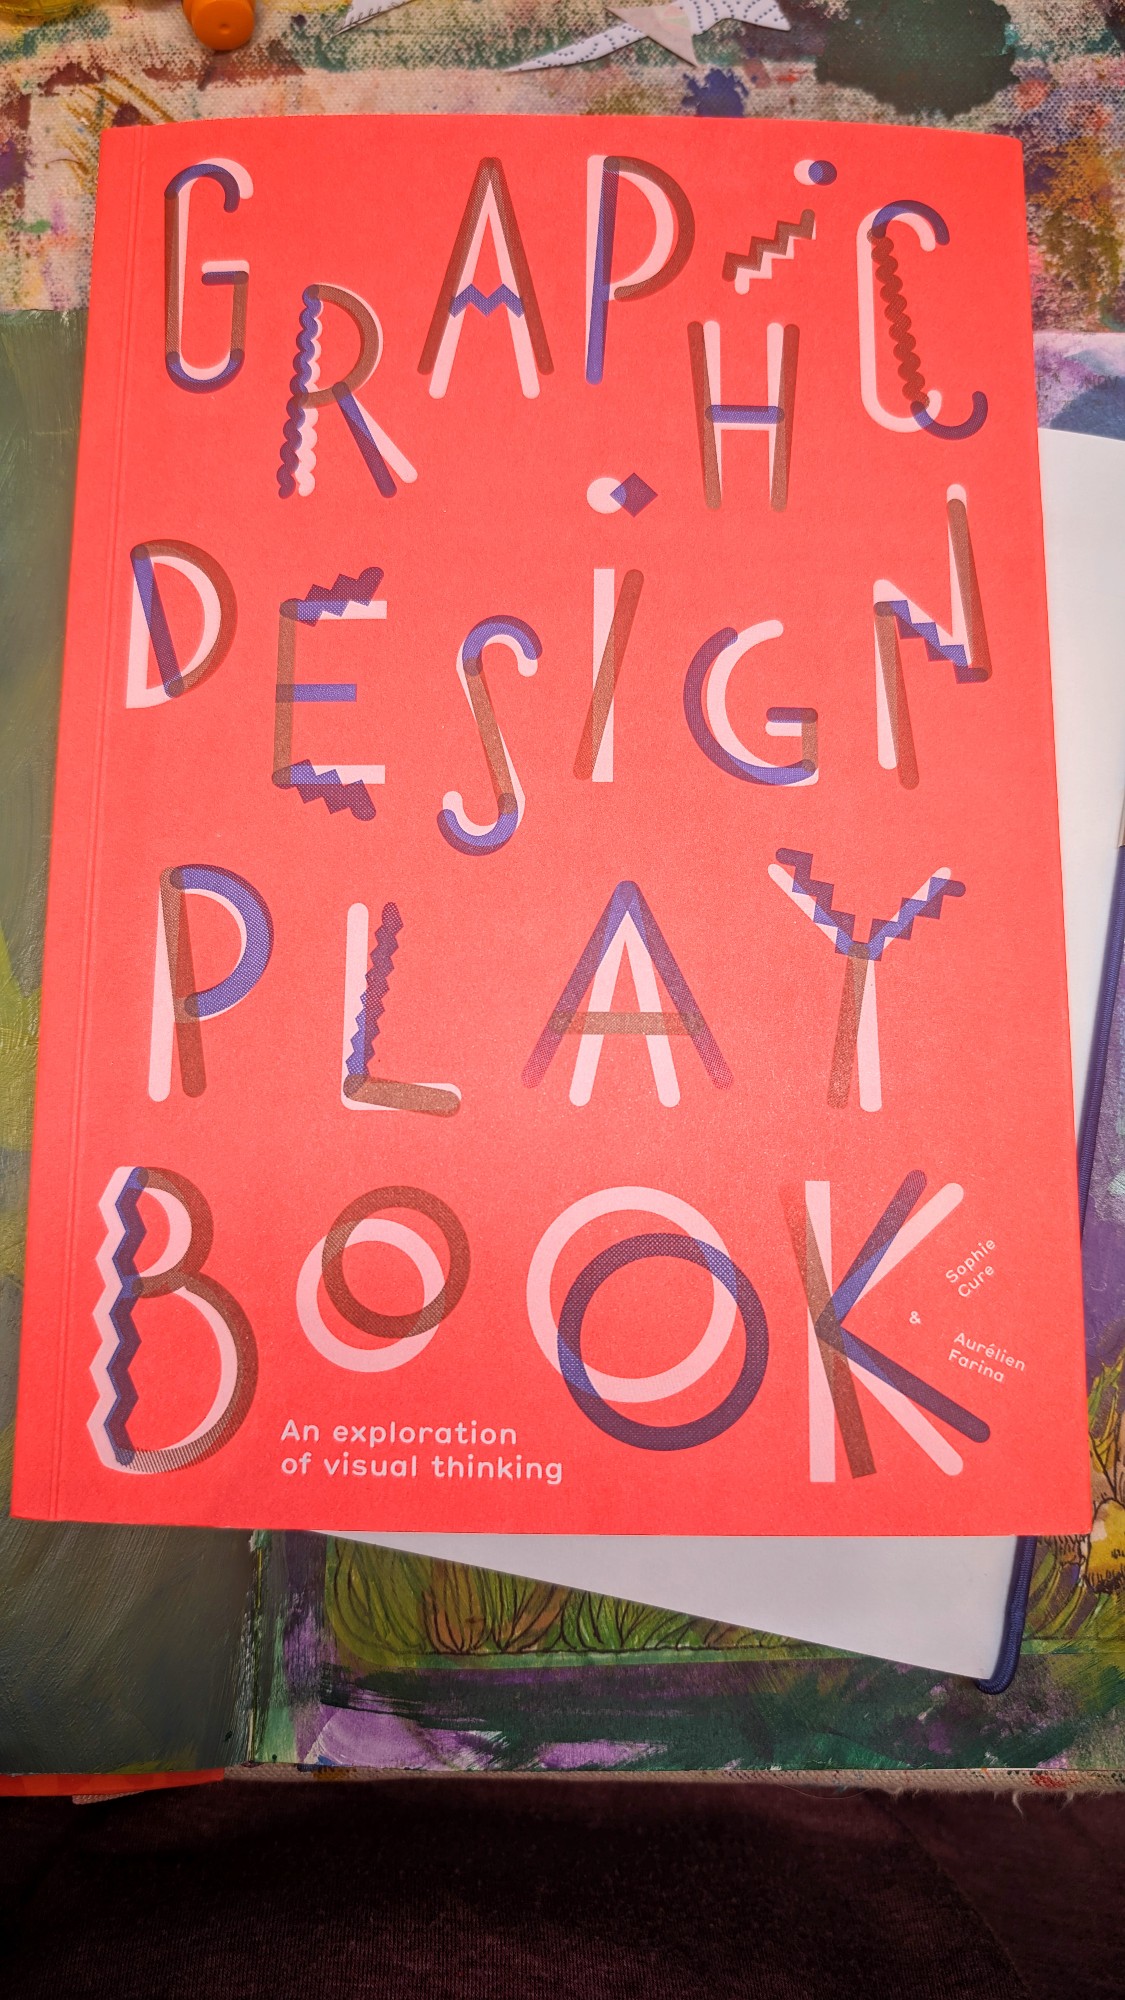 GRAPHiC
DESiGN
PLAY
BOOK
Sophie
Cure
&
Aurélien
Farina
An exploration
of visual thinking